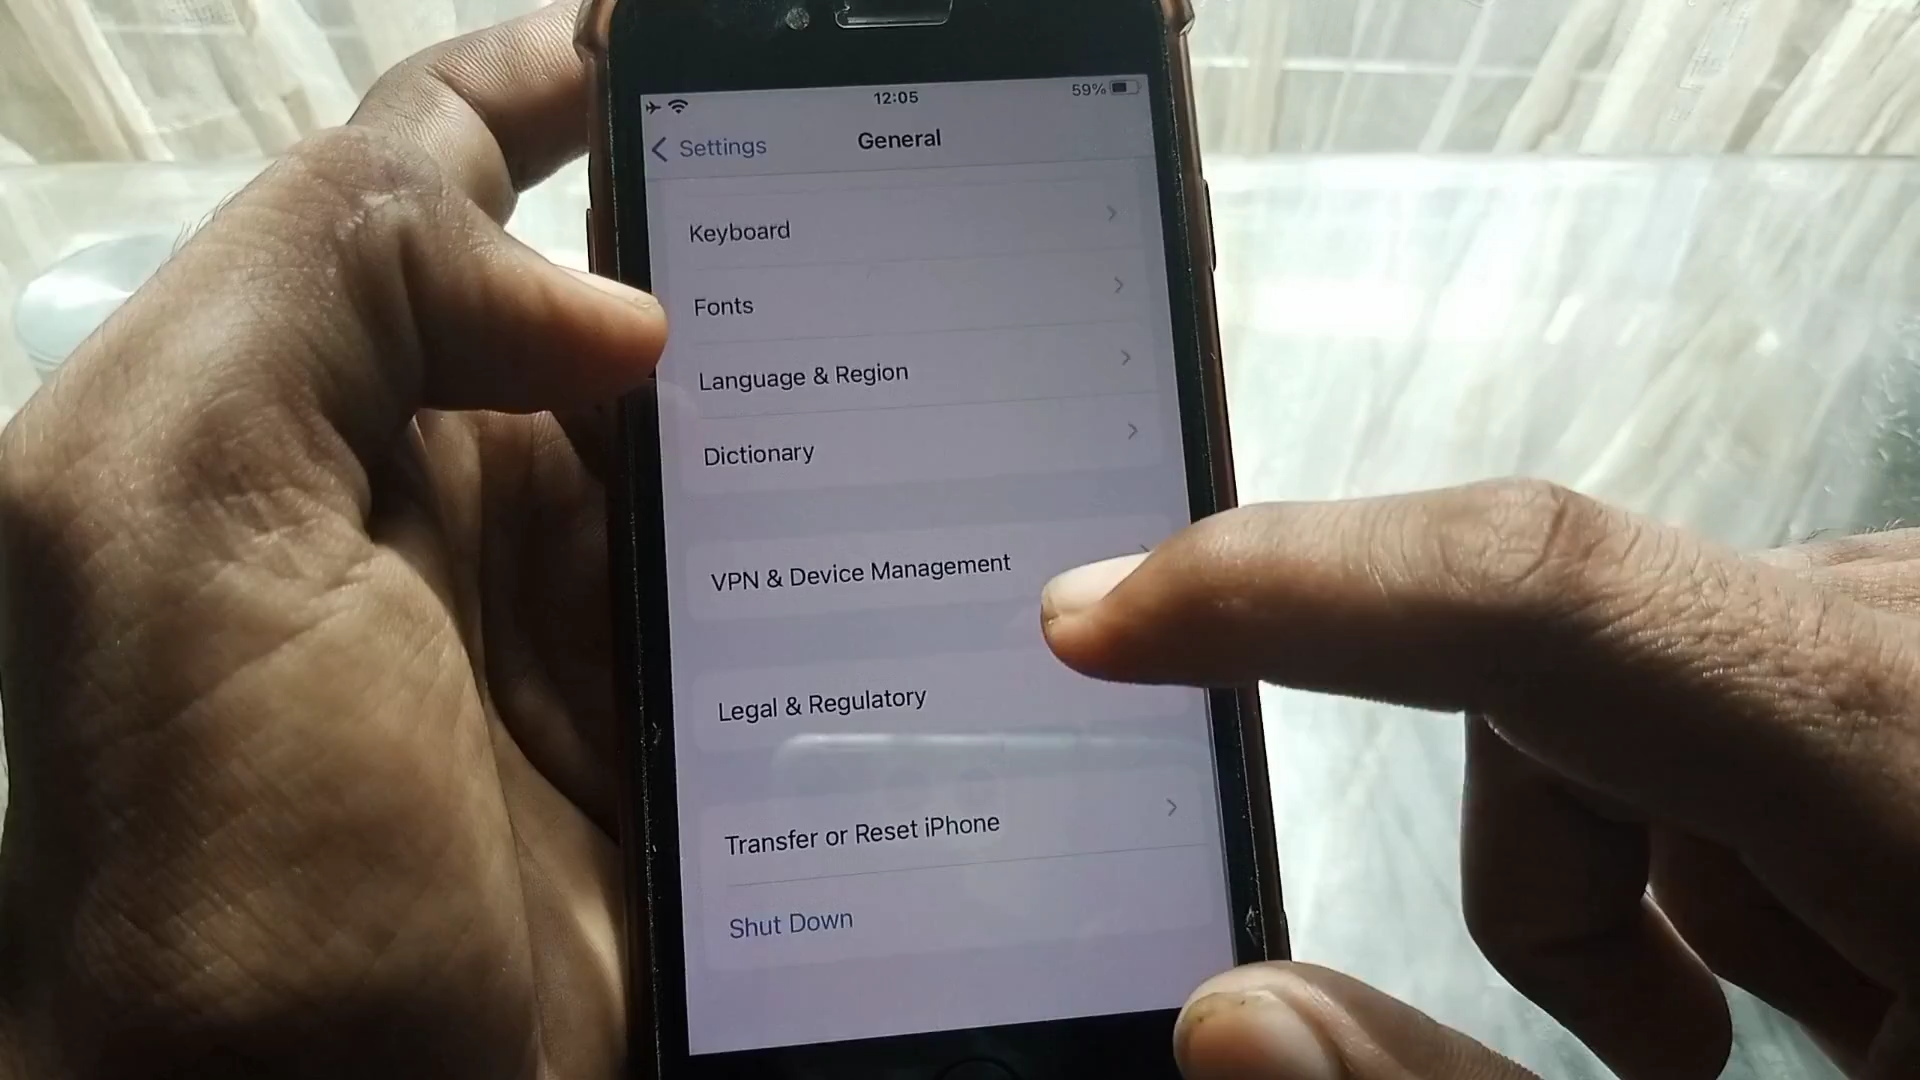 12:05
59%
Settings
General
Keyboard
Fonts
Language & Region
Dictionary
VPN & Device Management
Legal & Regulatory
Transfer or Reset iPhone
Shut Down